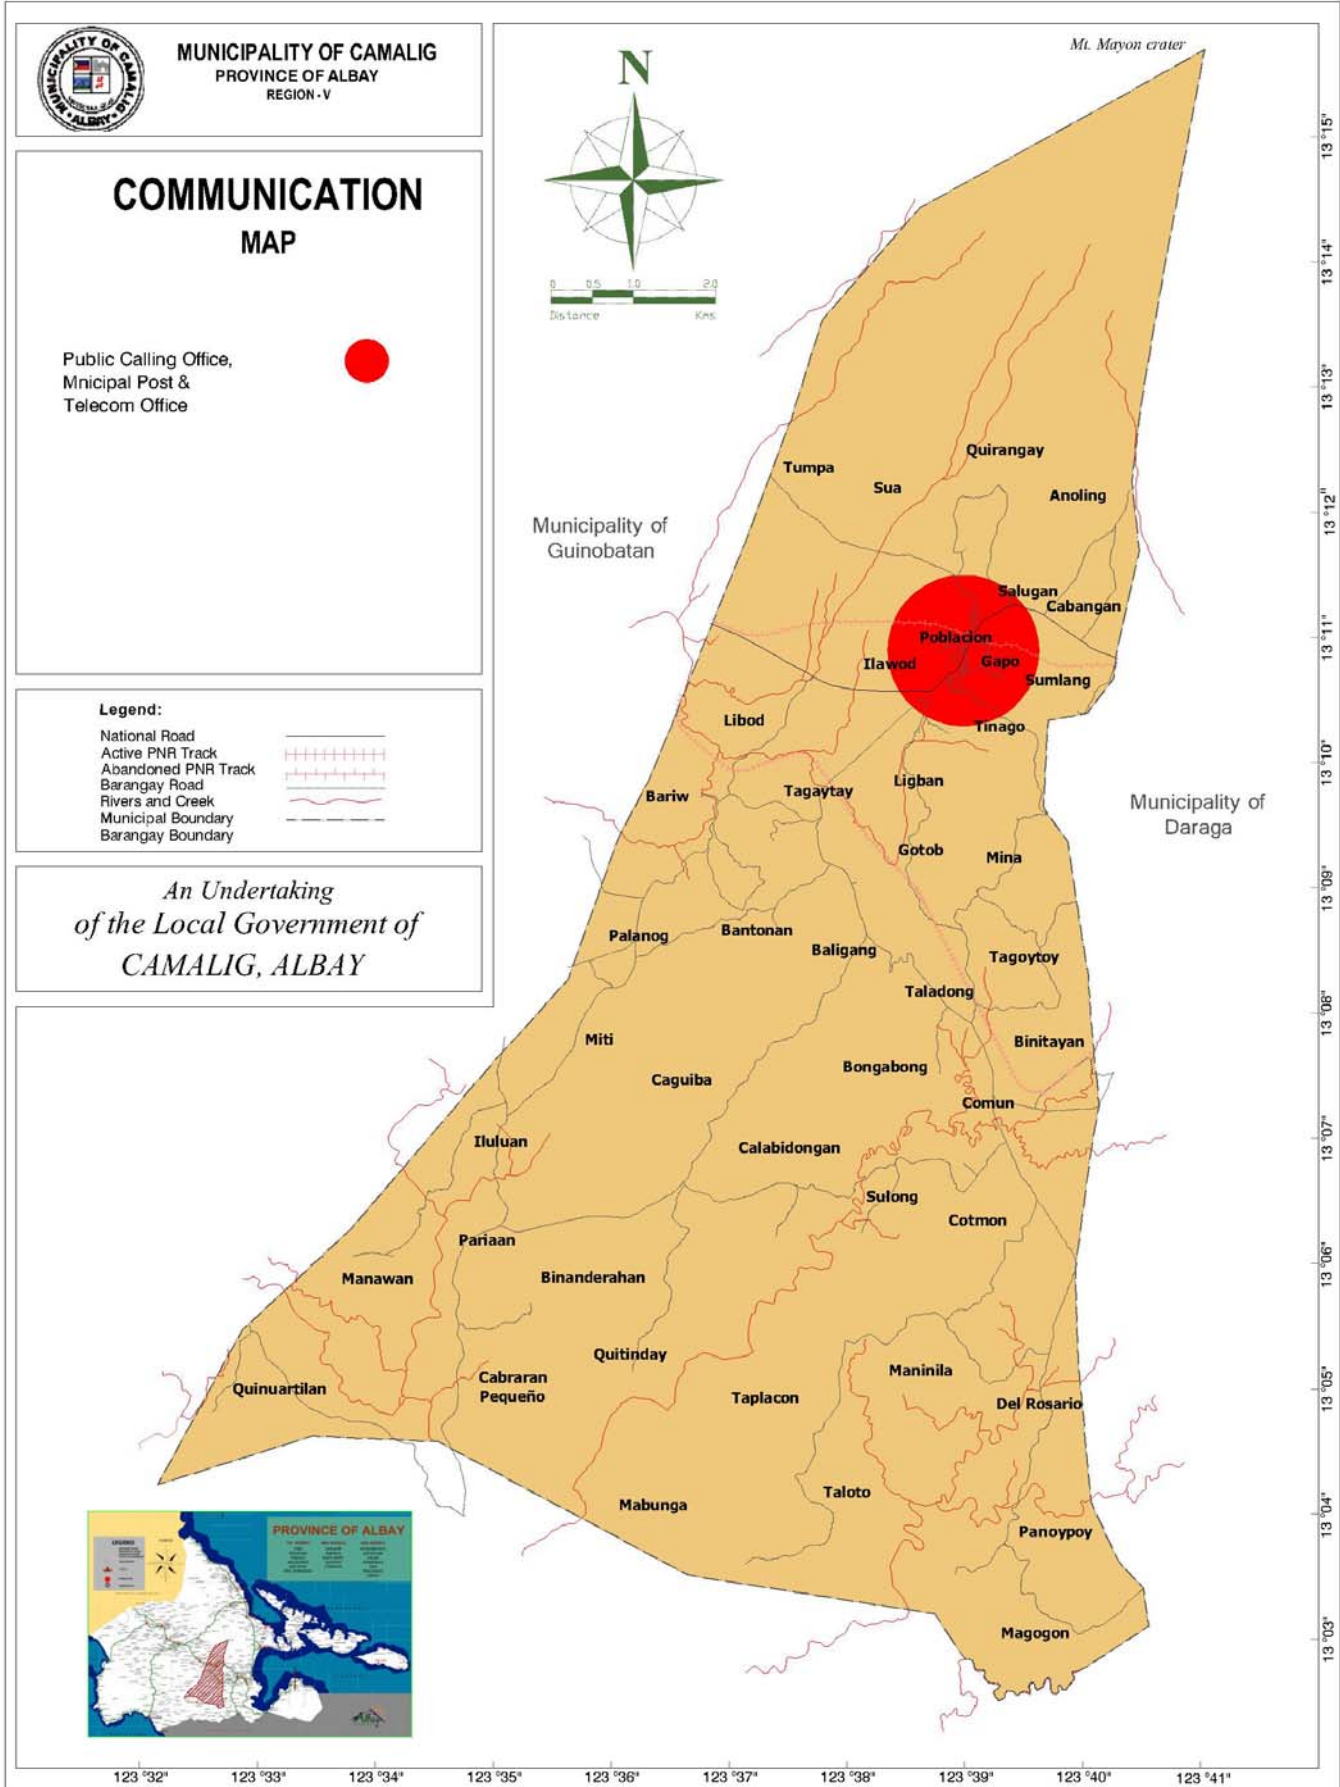 MUNICIPALITY OF CAMALIG
ALBAY
MUNICIPALITY OF CAMALIG
PROVINCE OF ALBAY
REGION - V
COMMUNICATION
MAP
Public Calling Office,
Mnicipal Post &
Telecom Office
Legend:
National Road
Active PNR Track
Abandoned PNR Track
Barangay Road
Rivers and Creek
Municipal Boundary
Barangay Boundary
An Undertaking
of the Local Government of
CAMALIG, ALBAY
N
0 0.5 1.0 2.0
Distance Kms
Mt. Mayon crater
Municipality of
Guinobatan
Municipality of
Daraga
Quirangay
Tumpa
Sua
Anoling
Salugan
Cabangan
Poblacion
Ilawod
Gapo
Sumlang
Libod
Tinago
Ligban
Tagaytay
Bariw
Gotob
Mina
Bantonan
Palanog
Baligang
Tagoytoy
Taladong
Miti
Binitayan
Bongabong
Caguiba
Comun
Iluluan
Calabidongan
Sulong
Cotmon
Pariaan
Manawan
Binanderahan
Quitinday
Maninila
Cabraran
Pequeño
Quinuartilan
Taplacon
Del Rosario
Taloto
Mabunga
Panoypoy
Magogon
PROVINCE OF ALBAY
LEGEND
13 °15"
13 °14"
13 °13"
13 °12"
13 °11"
13 °10"
13 °09"
13 °08"
13 °07"
13 °06"
13 °05"
13 °04"
13 °03"
123 °32' 123 °33' 123 °34' 123 °35' 123 °36' 123 °37' 123 °38' 123 °39' 123 °40' 123 °41'